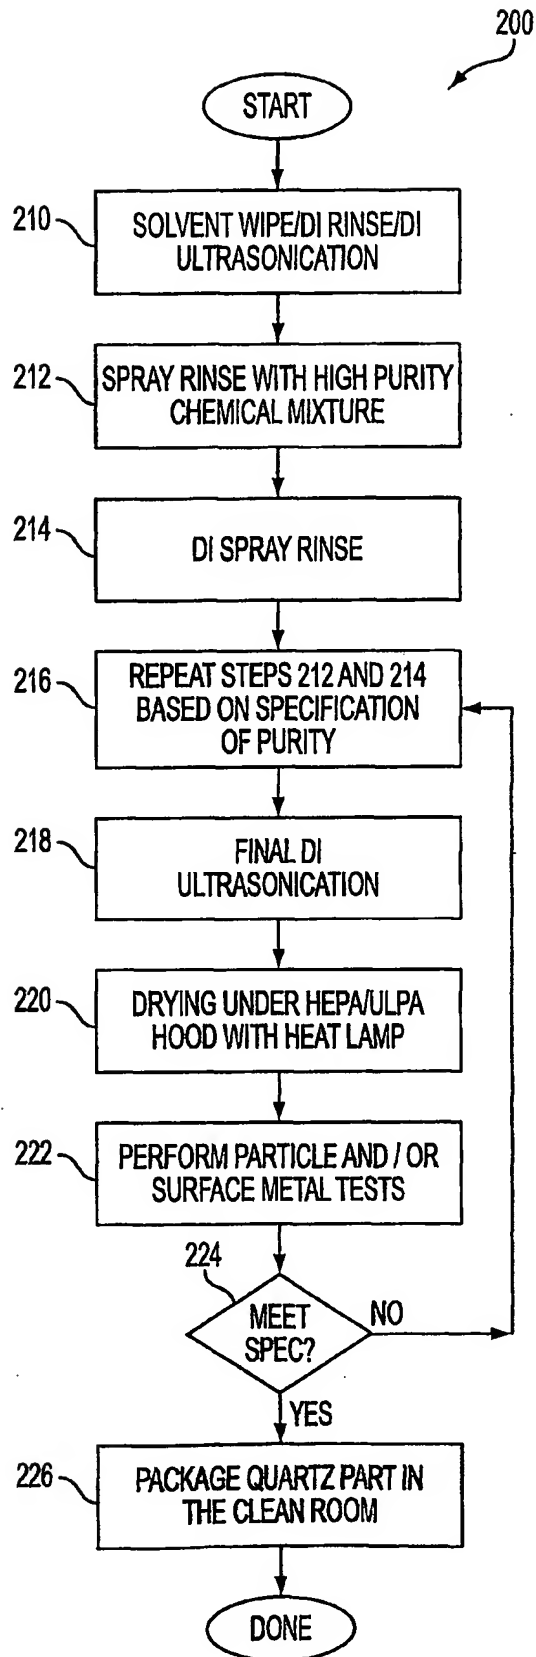 200
START
210
SOLVENT WIPE/DI RINSE/DI
ULTRASONICATION
212
SPRAY RINSE WITH HIGH PURITY
CHEMICAL MIXTURE
214
DI SPRAY RINSE
216
REPEAT STEPS 212 AND 214
BASED ON SPECIFICATION
OF PURITY
218
FINAL DI
ULTRASONICATION
220
DRYING UNDER HEPA/ULPA
HOOD WITH HEAT LAMP
222
PERFORM PARTICLE AND / OR
SURFACE METAL TESTS
224
MEET
SPEC?
NO
YES
226
PACKAGE QUARTZ PART IN
THE CLEAN ROOM
DONE